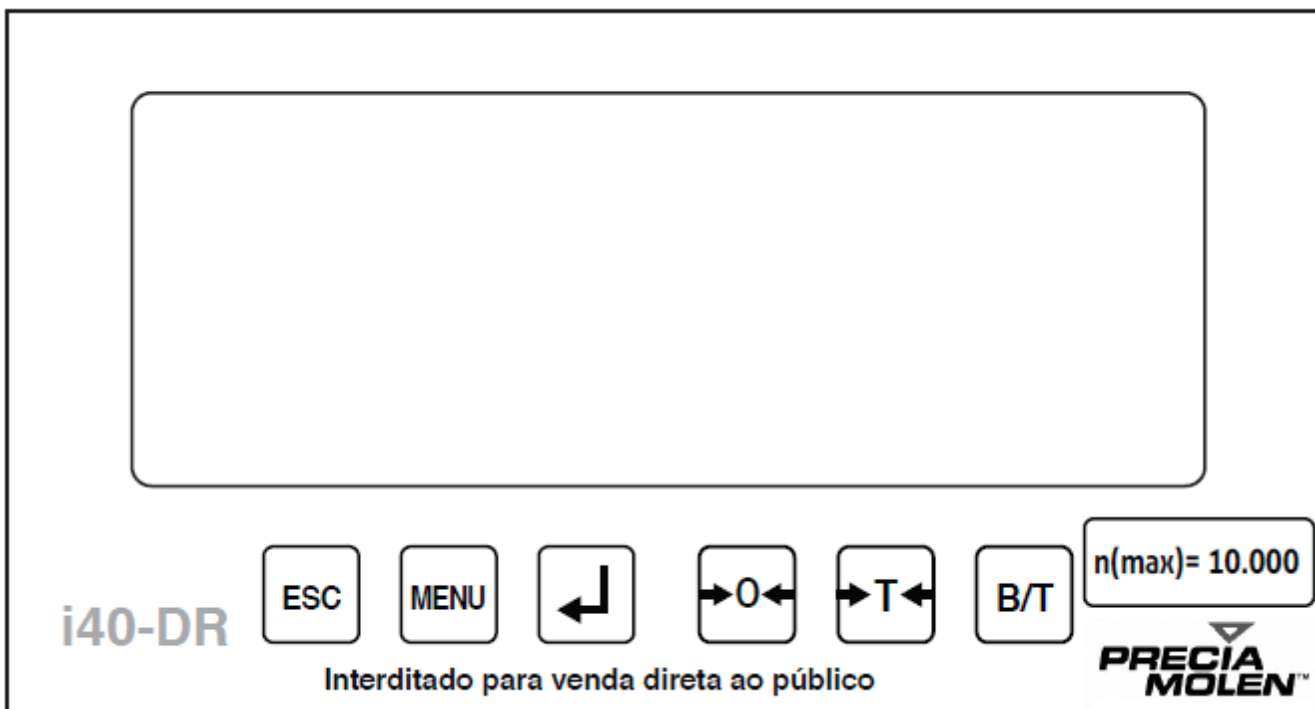 i40-DR
ESC
MENU
→0←
→T←
B/T
n(max)= 10.000
Interditado para venda direta ao público
PRECIA
MOLEN™